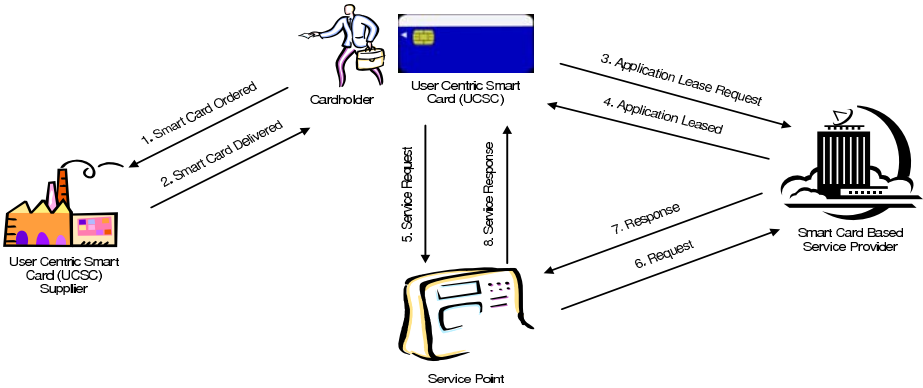 User Centric Smart
Card (UCSC)
Cardholder
1. Smart Card Ordered
2. Smart Card Delivered
3. Application Lease Request
4. Application Leased
5. Service Request
8. Service Response
7. Response
6. Request
User Centric Smart
Card (UCSC)
Supplier
Smart Card Based
Service Provider
Service Point